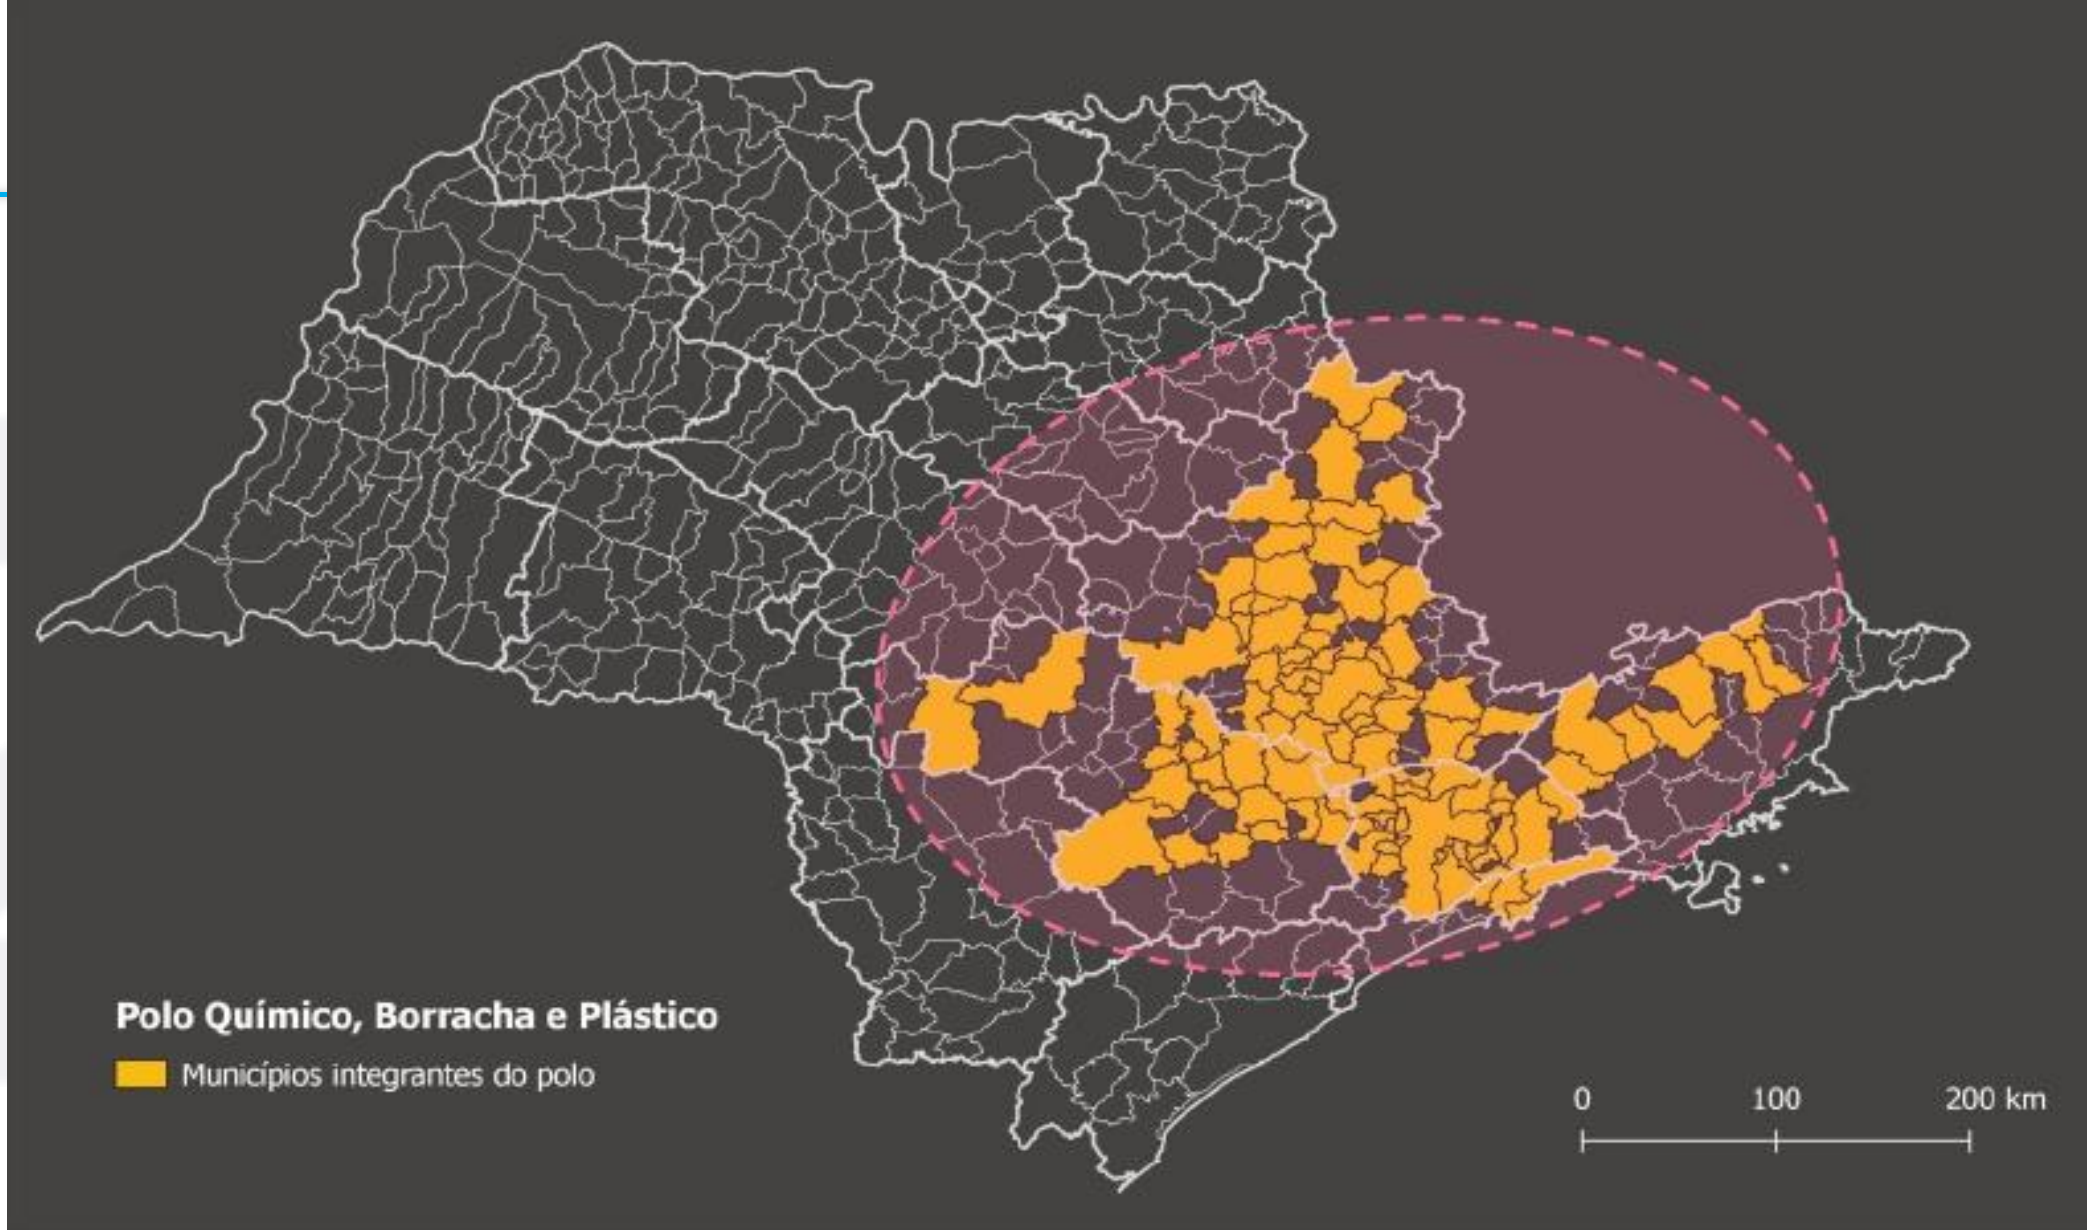 Polo Químico, Borracha e Plástico
Municípios integrantes do polo
0 100 200 km